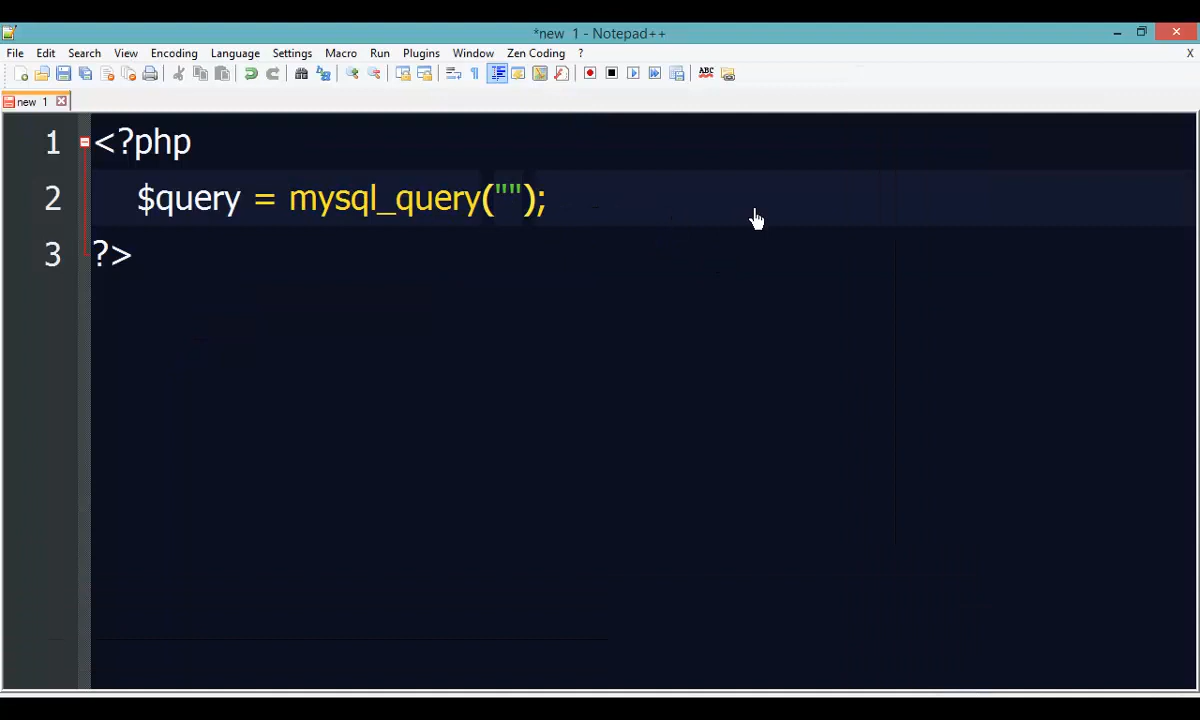 *new 1 - Notepad++
File Edit Search View Encoding Language Settings Macro Run Plugins Window Zen Coding ? X
ABC
new 1
1 <?php
2 $query = mysql_query("");
3 ?>